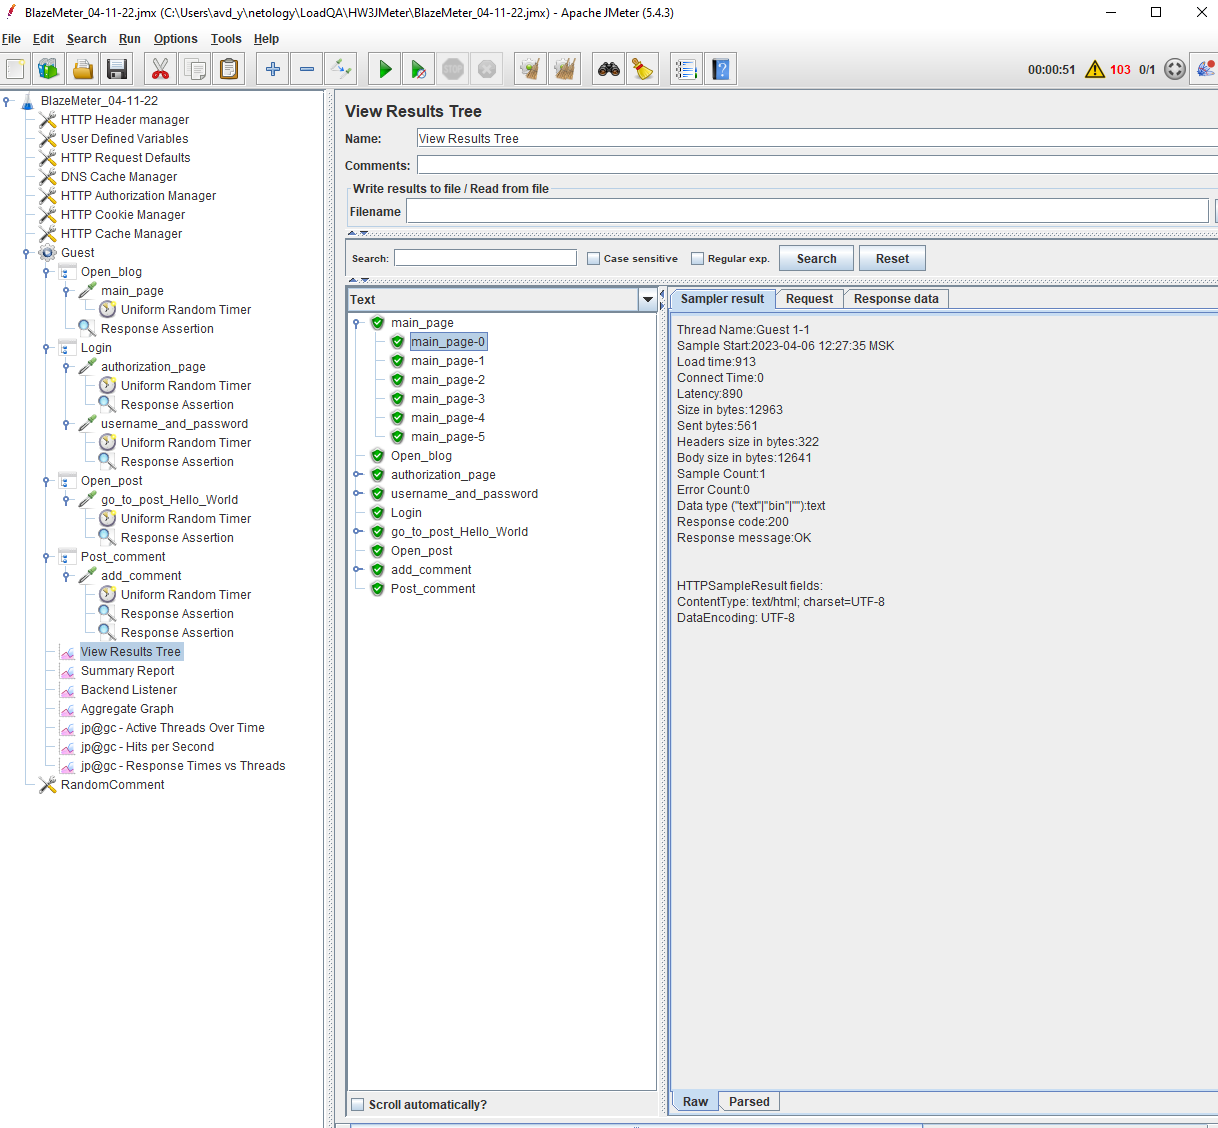 BlazeMeter_04-11-22.jmx (C:\Users\avd_y\netology\LoadQA\HW3JMeter\BlazeMeter_04-11-22.jmx) - Apache JMeter (5.4.3)
File Edit Search Run Options Tools Help
STOP
00:00:51 103 0/1
BlazeMeter_04-11-22
HTTP Header manager
User Defined Variables
HTTP Request Defaults
DNS Cache Manager
HTTP Authorization Manager
HTTP Cookie Manager
HTTP Cache Manager
Guest
Open_blog
main_page
Uniform Random Timer
Response Assertion
Login
authorization_page
Uniform Random Timer
Response Assertion
username_and_password
Uniform Random Timer
Response Assertion
Open_post
go_to_post_Hello_World
Uniform Random Timer
Response Assertion
Post_comment
add_comment
Uniform Random Timer
Response Assertion
Response Assertion
View Results Tree
Summary Report
Backend Listener
Aggregate Graph
jp@gc - Active Threads Over Time
jp@gc - Hits per Second
jp@gc - Response Times vs Threads
RandomComment
View Results Tree
Name: View Results Tree
Comments:
Write results to file / Read from file
Filename
Search: Case sensitive Regular exp. Search Reset
Text
main_page
main_page-0
main_page-1
main_page-2
main_page-3
main_page-4
main_page-5
Open_blog
authorization_page
username_and_password
Login
go_to_post_Hello_World
Open_post
add_comment
Post_comment
Scroll automatically?
Sampler result Request Response data
Thread Name:Guest 1-1
Sample Start:2023-04-06 12:27:35 MSK
Load time:913
Connect Time:0
Latency:890
Size in bytes:12963
Sent bytes:561
Headers size in bytes:322
Body size in bytes:12641
Sample Count:1
Error Count:0
Data type ("text"|"bin"|""):text
Response code:200
Response message:OK
HTTPSampleResult fields:
ContentType: text/html; charset=UTF-8
DataEncoding: UTF-8
Raw Parsed